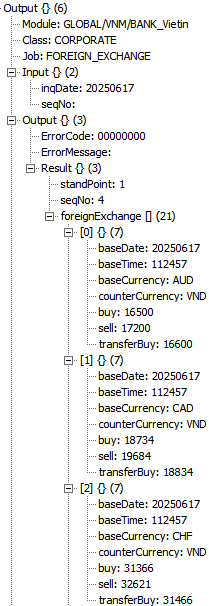 Output {} (6)
Module: GLOBAL/VNM/BANK_Vietin
Class: CORPORATE
Job: FOREIGN_EXCHANGE
Input {} (2)
inqDate: 20250617
seqNo:
Output {} (3)
ErrorCode: 00000000
ErrorMessage:
Result {} (3)
standPoint: 1
seqNo: 4
foreignExchange [] (21)
[0] {} (7)
baseDate: 20250617
baseTime: 112457
baseCurrency: AUD
counterCurrency: VND
buy: 16500
sell: 17200
transferBuy: 16600
[1] {} (7)
baseDate: 20250617
baseTime: 112457
baseCurrency: CAD
counterCurrency: VND
buy: 18734
sell: 19684
transferBuy: 18834
[2] {} (7)
baseDate: 20250617
baseTime: 112457
baseCurrency: CHF
counterCurrency: VND
buy: 31366
sell: 32621
transferBuy: 31466